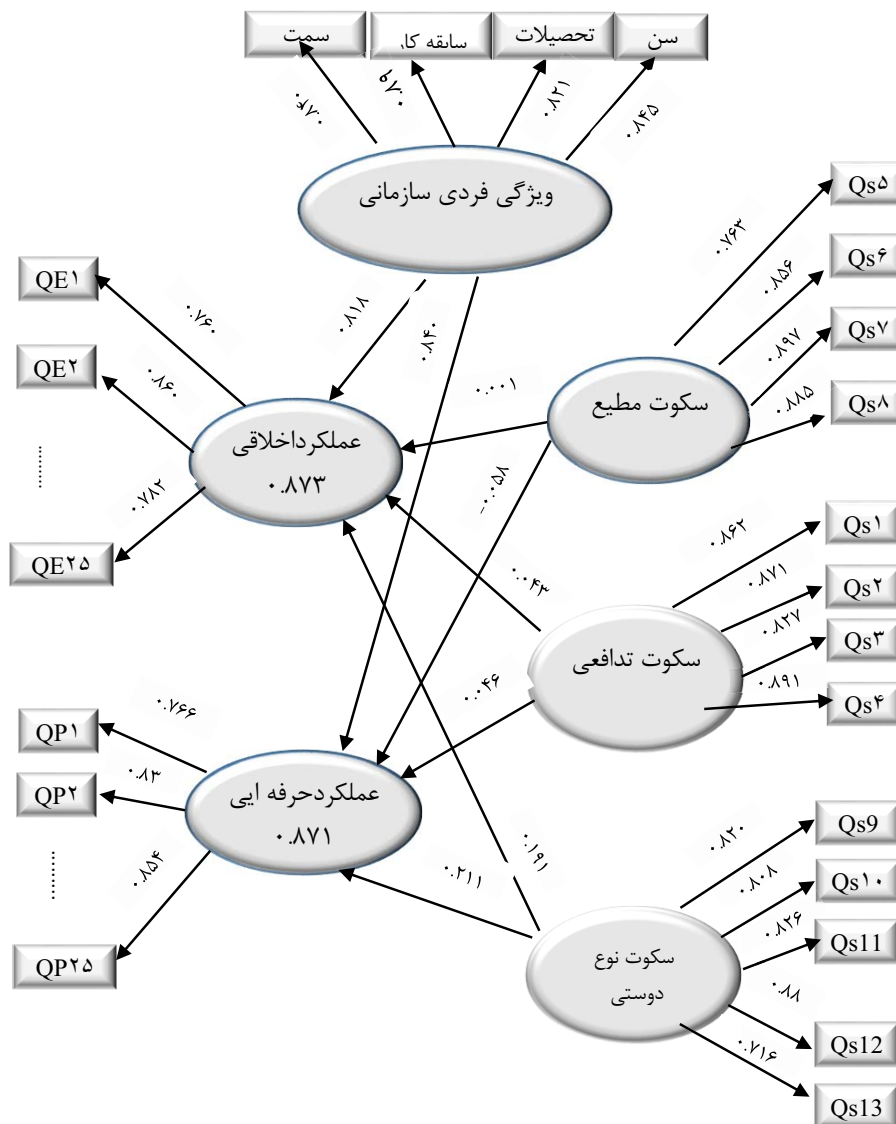 سن
تحصیلات
سابقه کار
سمت
۰.۸۴۵
۰.۸۲۱
ویژگی فردی سازمانی
Qs۵
Qs۶
Qs۷
Qs۸
۰.۷۶۳
۰.۸۵۶
۰.۸۹۷
۰.۸۸۵
QE۱
QE۲
........
QE۲۵
۰.۷۶۰
۰.۸۶۰
۰.۷۸۲
۰.۸۱۸
۰.۸۴۰
سکوت مطیع
۰.۰۰۱
-۰.۰۵۸
عملکرداخلاقی
۰.۸۷۳
Qs۱
Qs۲
Qs۳
Qs۴
۰.۸۶۲
۰.۸۷۱
۰.۸۲۷
۰.۸۹۱
سکوت تدافعی
۰.۰۴۳
۰.۰۴۶
QP۱
QP۲
.........
QP۲۵
۰.۷۶۶
۰.۸۳
۰.۸۵۴
عملکردحرفه ایی
۰.۸۷۱
۰.۱۹۱
۰.۲۱۱
سکوت نوع
دوستی
Qs9
Qs۱۰
Qs11
Qs12
Qs13
۰.۸۲۰
۰.۸۰۸
۰.۸۲۶
۰.۸۸
۰.۷۱۶